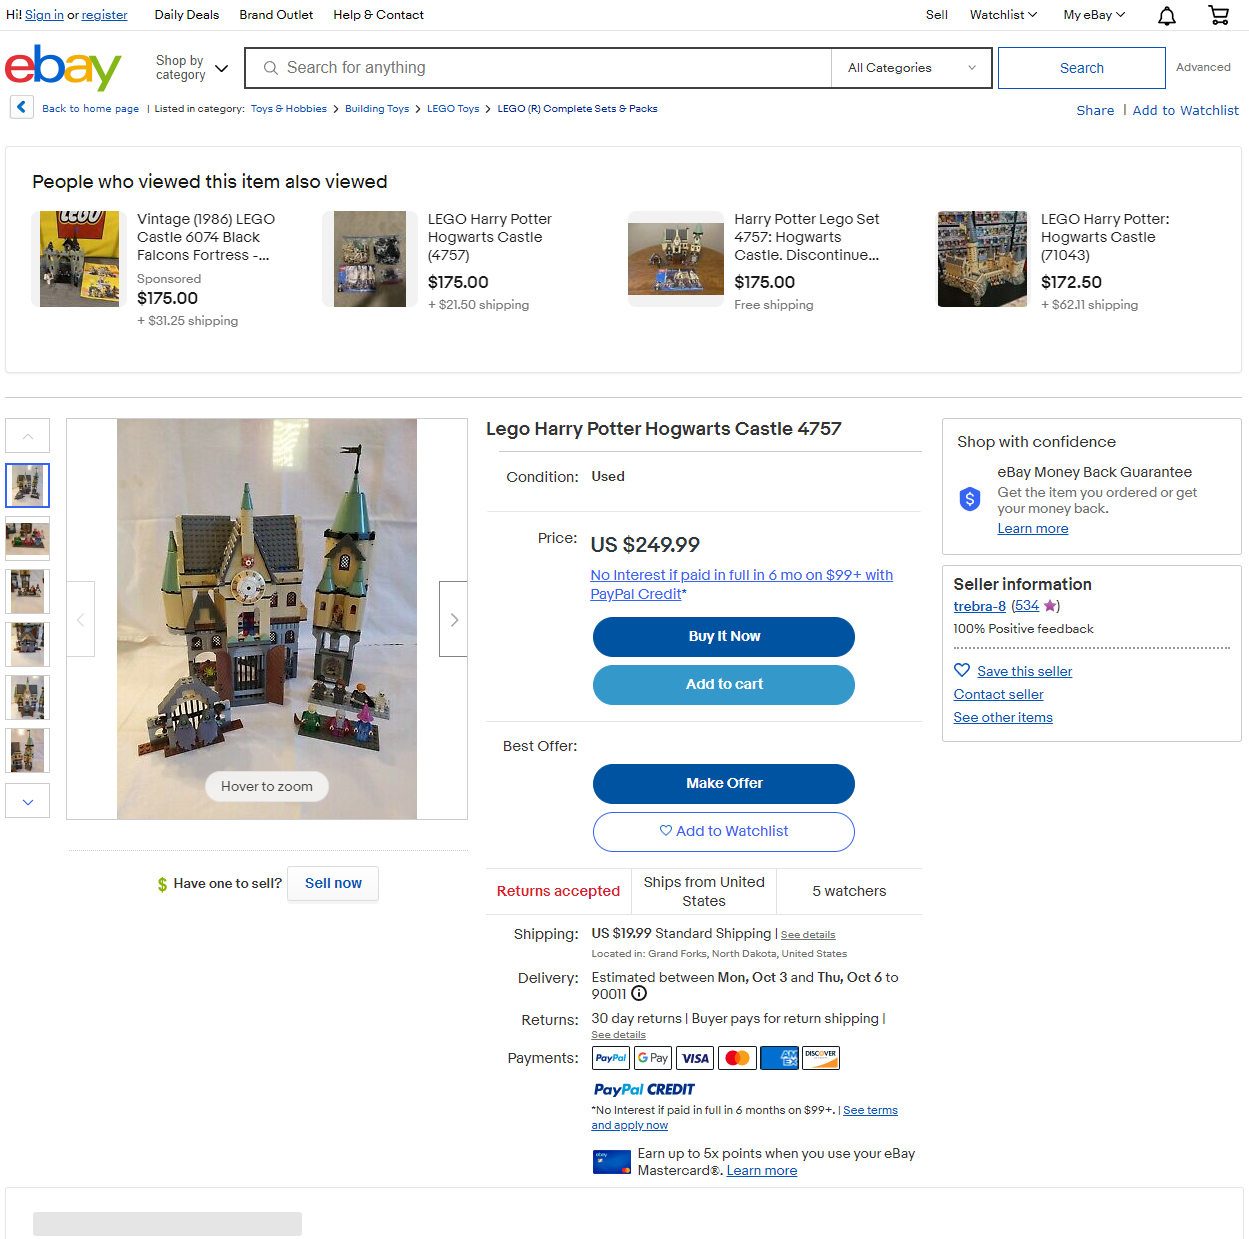 Hi! Sign in or register Daily Deals Brand Outlet Help & Contact Sell Watchlist My eBay
ebay Shop by category Search for anything All Categories Search Advanced
Back to home page | Listed in category: Toys & Hobbies > Building Toys > LEGO Toys > LEGO (R) Complete Sets & Packs
Share | Add to Watchlist
People who viewed this item also viewed
LEGO
Vintage (1986) LEGO
Castle 6074 Black
Falcons Fortress -...
Sponsored
$175.00
+ $31.25 shipping
LEGO Harry Potter
Hogwarts Castle
(4757)
$175.00
+ $21.50 shipping
Harry Potter Lego Set
4757: Hogwarts
Castle. Discontinue...
$175.00
Free shipping
LEGO Harry Potter:
Hogwarts Castle
(71043)
$172.50
+ $62.11 shipping
Hover to zoom
$ Have one to sell? Sell now
Lego Harry Potter Hogwarts Castle 4757
Condition: Used
Price: US $249.99
No Interest if paid in full in 6 mo on $99+ with
PayPal Credit*
Buy It Now
Add to cart
Best Offer:
Make Offer
Add to Watchlist
Returns accepted
Ships from United
States
5 watchers
Shipping: US $19.99 Standard Shipping | See details
Located in: Grand Forks, North Dakota, United States
Delivery: Estimated between Mon, Oct 3 and Thu, Oct 6 to
90011
Returns: 30 day returns | Buyer pays for return shipping |
See details
Payments: PayPal G Pay VISA AM EX DISCOVER
PayPal CREDIT
*No Interest if paid in full in 6 months on $99+. | See terms
and apply now
ebay
Earn up to 5x points when you use your eBay
Mastercard®. Learn more
Shop with confidence
eBay Money Back Guarantee
$
Get the item you ordered or get
your money back.
Learn more
Seller information
trebra-8 (534)
100% Positive feedback
Save this seller
Contact seller
See other items